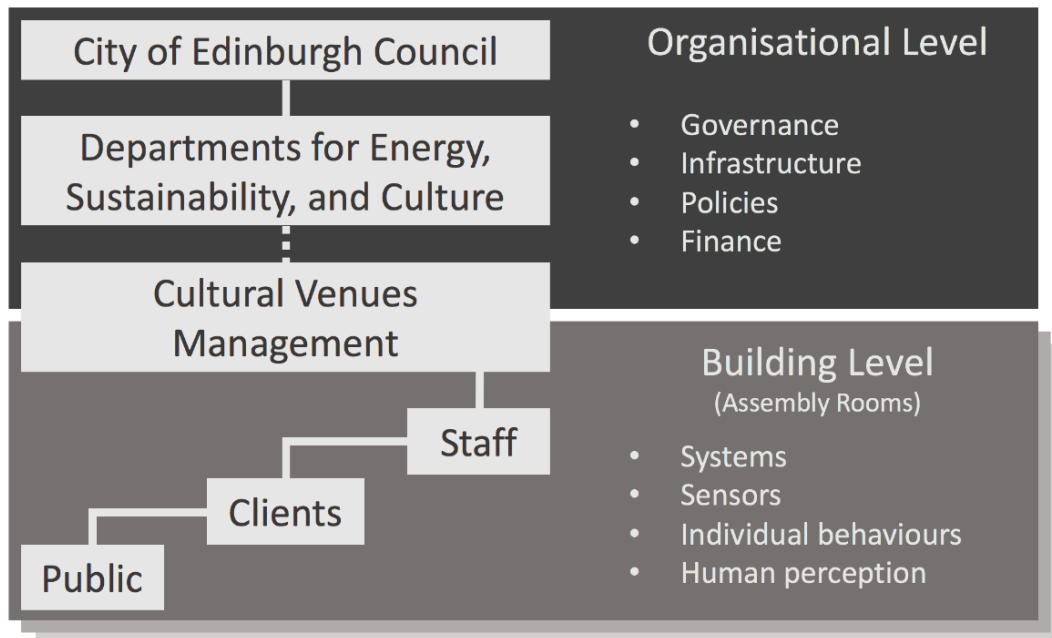 City of Edinburgh Council
Departments for Energy,
Sustainability, and Culture
Cultural Venues
Management
Staff
Clients
Public
Organisational Level
• Governance
• Infrastructure
• Policies
• Finance
Building Level
(Assembly Rooms)
• Systems
• Sensors
• Individual behaviours
• Human perception